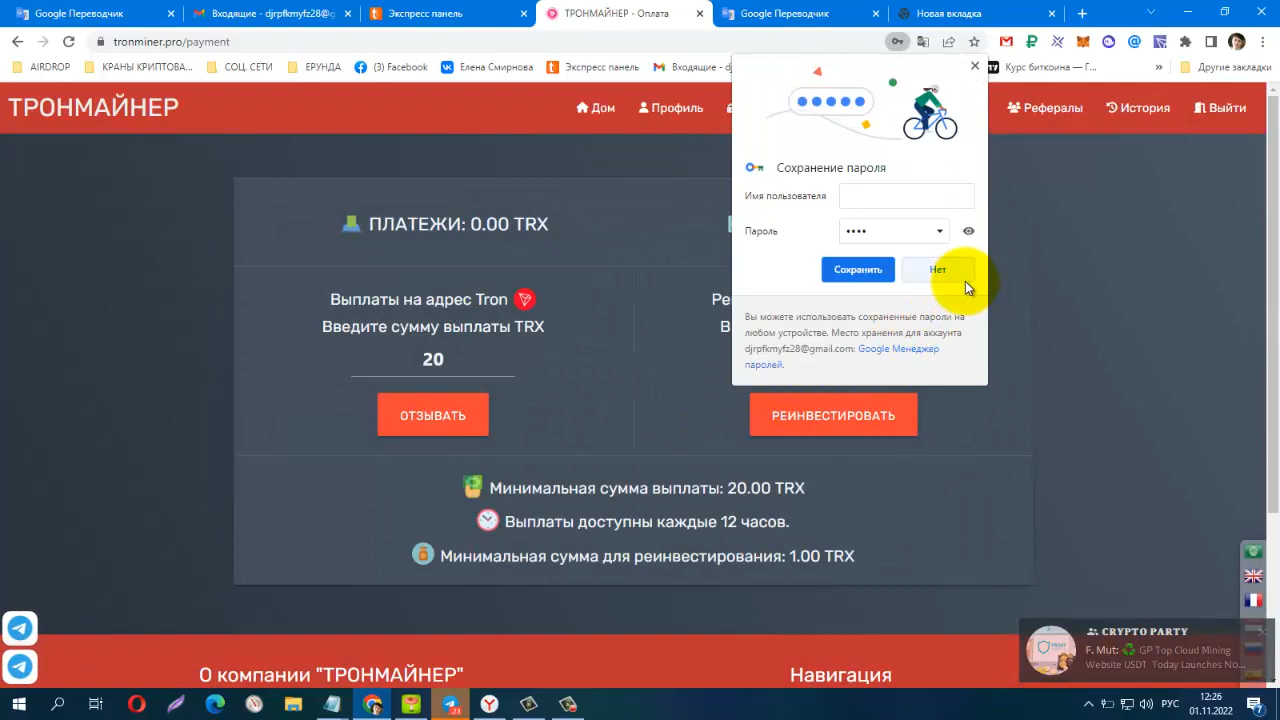 Google Переводчик
Входящие - djrpfkmyfz28@g
Экспресс панель
ТРОНМАЙНЕР - Оплата
Google Переводчик
Новая вкладка
tronminer.pro/payment
AIRDROP
КРАНЫ КРИПТОВА...
СОЦ. СЕТИ
ЕРУНДА
(3) Facebook
Елена Смирнова
Экспресс панель
Входящие - d
Курс биткоина — Г...
»
Другие закладки
ТРОНМАЙНЕР
Дом
Профиль
Рефералы
История
Выйти
Сохранение пароля
Имя пользователя
Пароль
••••
Сохранить
Нет
Вы можете использовать сохраненные пароли на
любом устройстве. Место хранения для аккаунта
djrpfkmyfz28@gmail.com: Google Менеджер
паролей.
ПЛАТЕЖИ: 0.00 TRX
Выплаты на адрес Tron
Введите сумму выплаты TRX
20
ОТЗЫВАТЬ
РЕИНВЕСТИРОВАТЬ
Минимальная сумма выплаты: 20.00 TRX
Выплаты доступны каждые 12 часов.
Минимальная сумма для реинвестирования: 1.00 TRX
CRYPTO PARTY
F. Mut: GP Top Cloud Mining
Website USDT Today Launches No...
О компании "ТРОНМАЙНЕР"
Навигация
23
РУС
12:26
01.11.2022